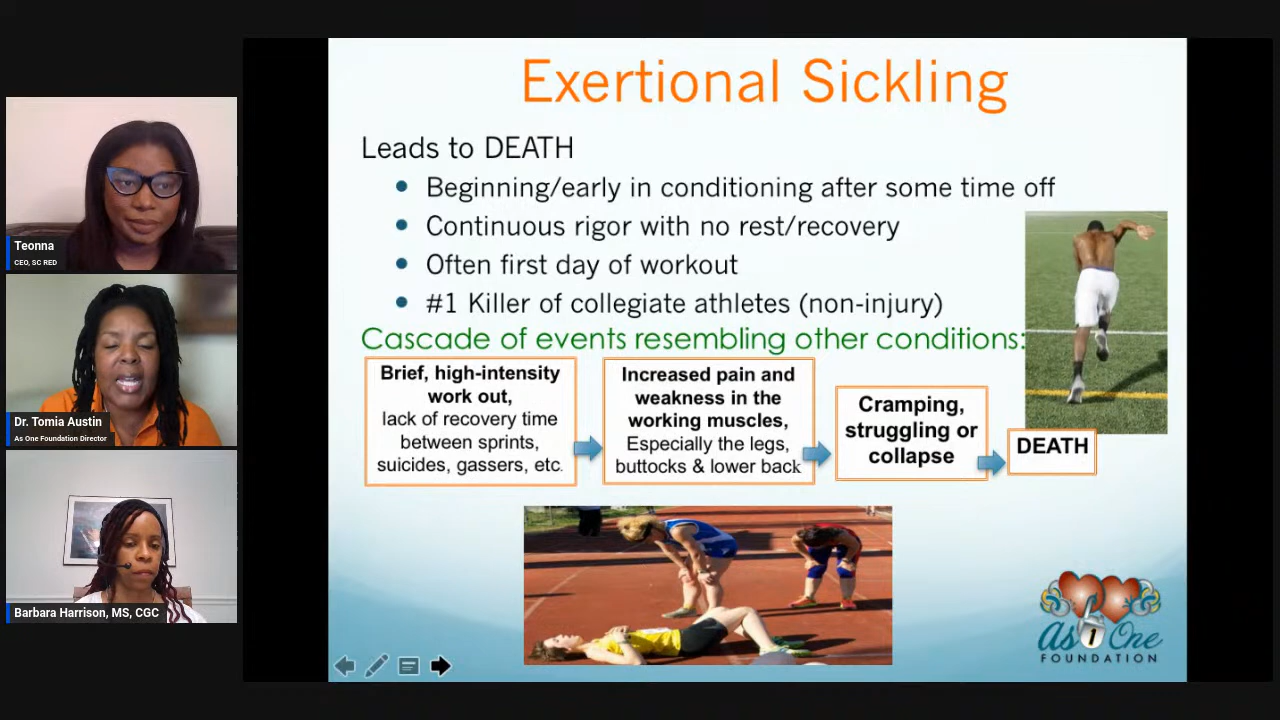 Exertional Sickling
Leads to DEATH
Beginning/early in conditioning after some time off
Continuous rigor with no rest/recovery
Often first day of workout
#1 Killer of collegiate athletes (non-injury)
Cascade of events resembling other conditions:
Brief, high-intensity
work out,
lack of recovery time
between sprints,
suicides, gassers, etc.
Increased pain and
weakness in the
working muscles,
Especially the legs,
buttocks & lower back
Cramping,
struggling or
collapse
DEATH
As 1 One
FOUNDATION
Teonna
CEO, SC RED
Dr. Tomia Austin
As One Foundation Director
Barbara Harrison, MS, CGC